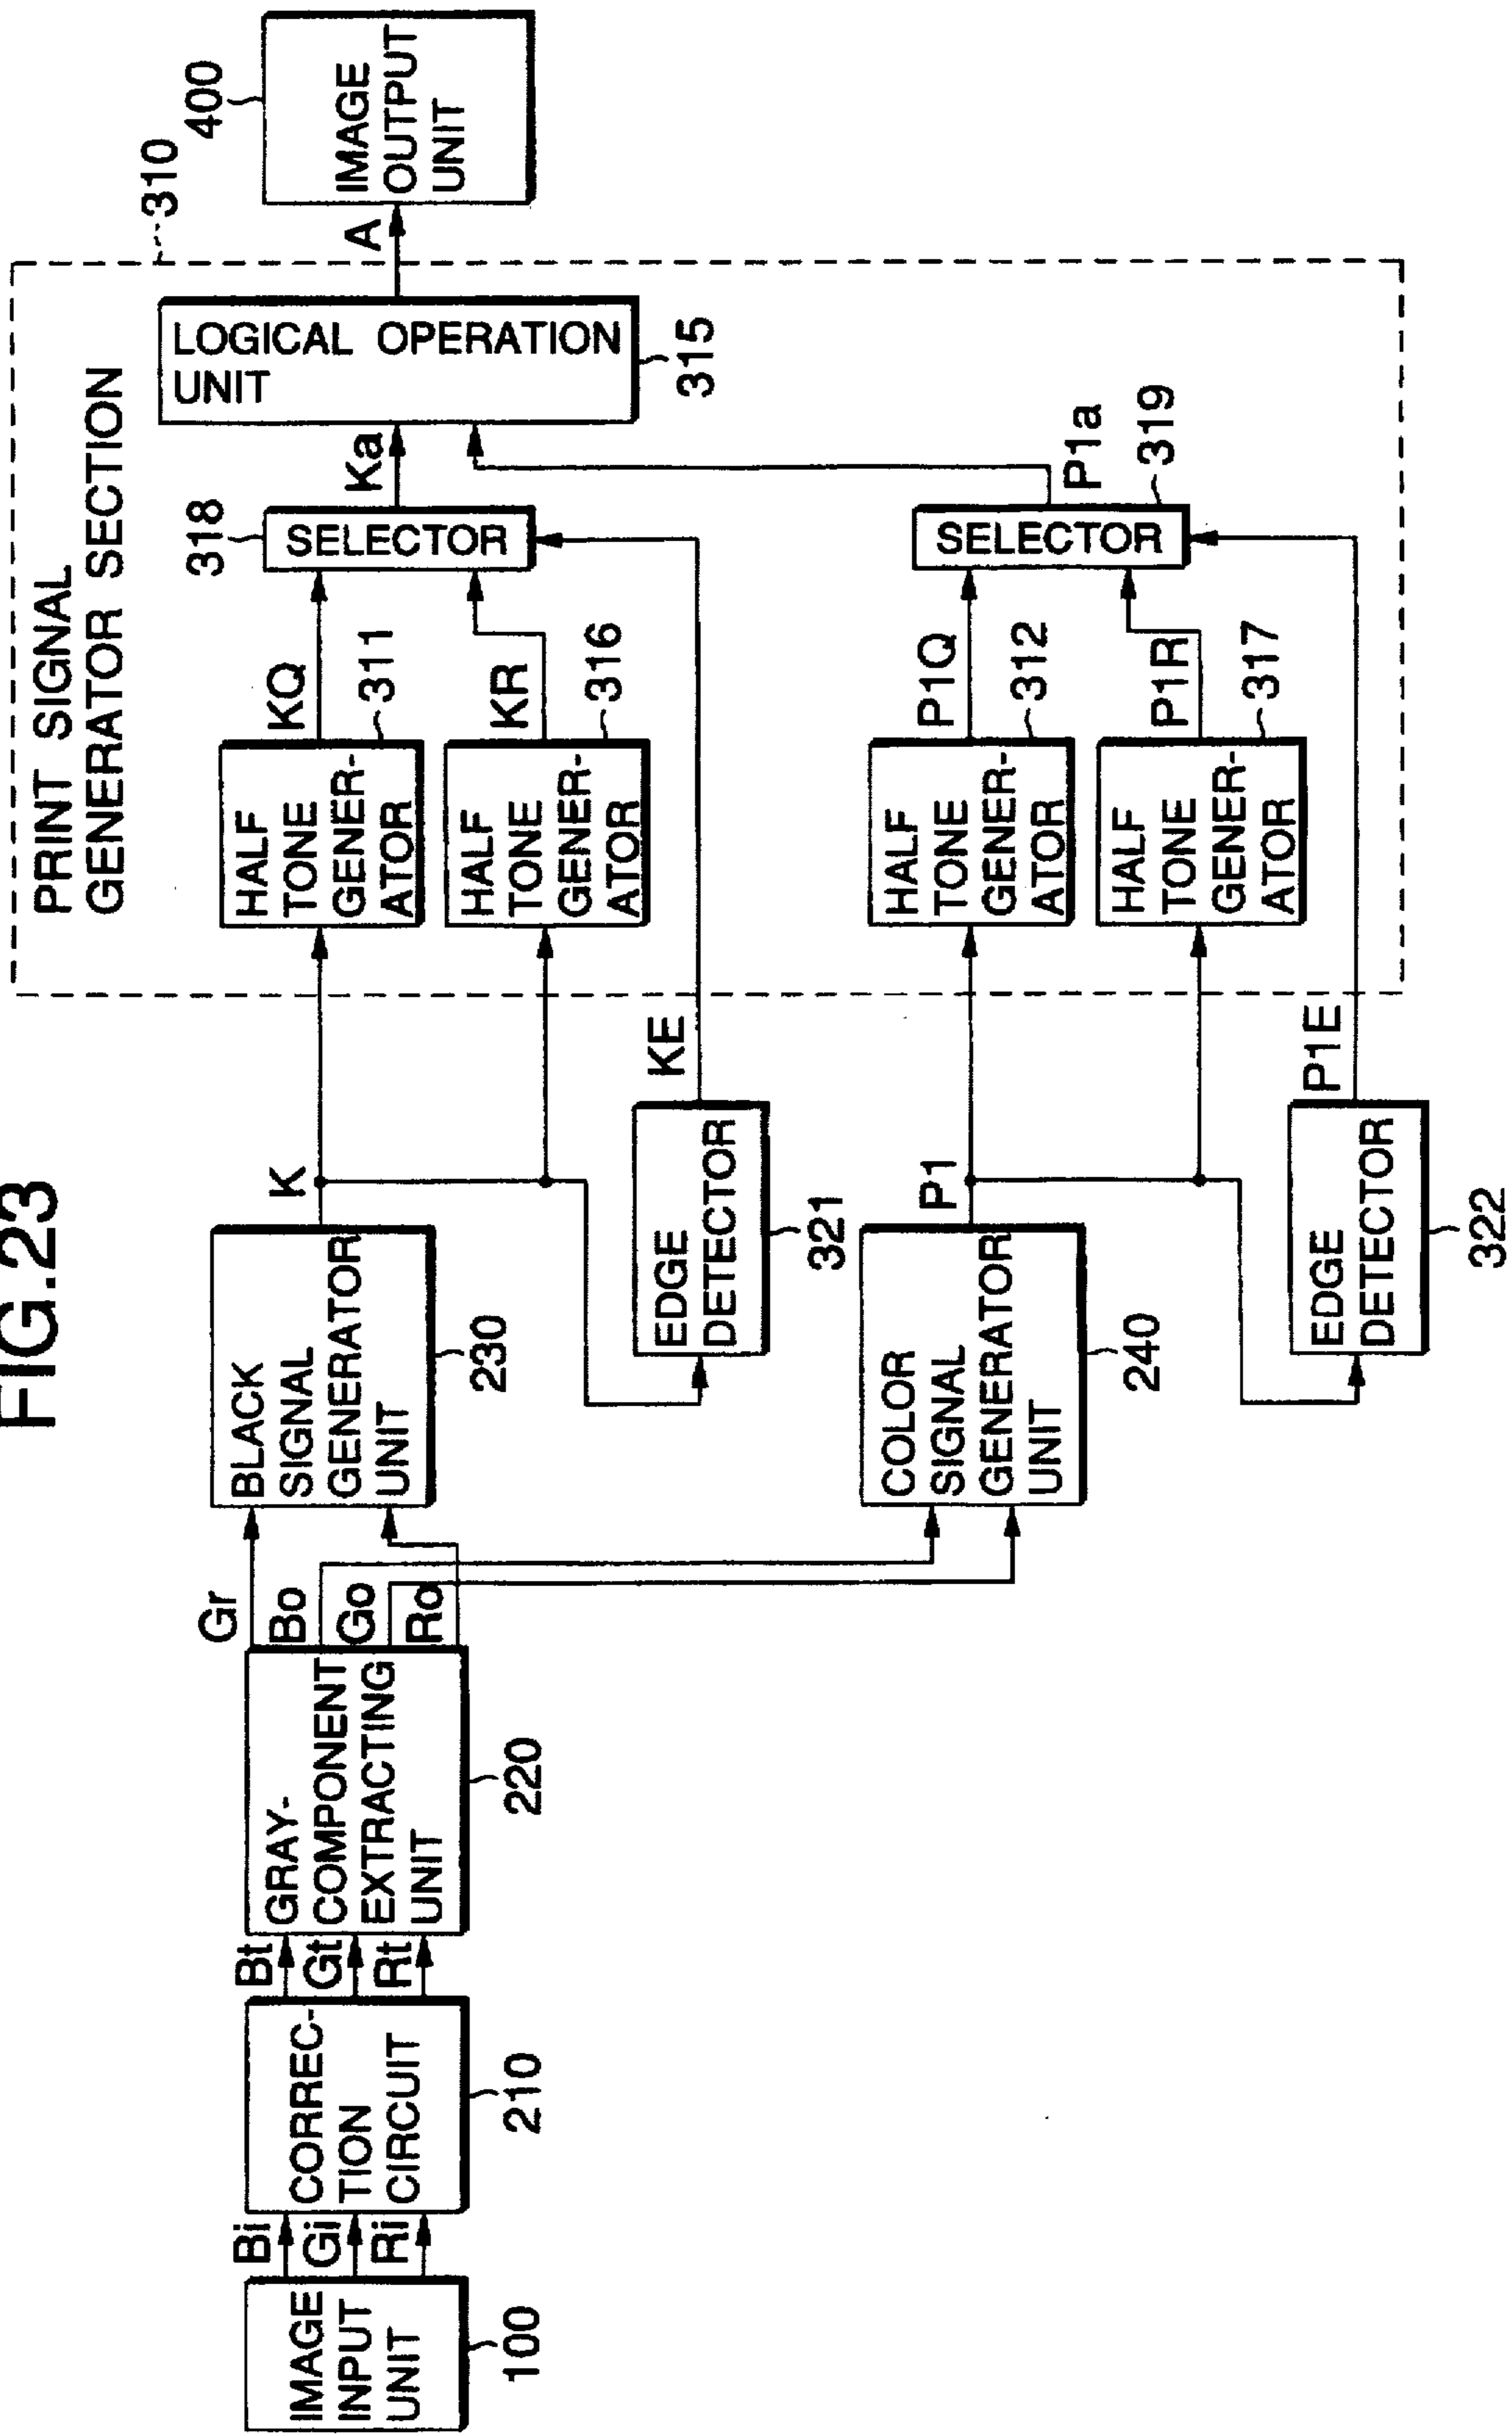 FIG.23
IMAGE
INPUT
UNIT
100
Bi
Gi
Ri
CORREC-
TION
CIRCUIT
210
Bt
Gt
Rt
GRAY-
COMPONENT
EXTRACTING
UNIT
220
Gr
Bo
Go
Ro
BLACK
SIGNAL
GENERATOR
UNIT
230
K
EDGE
DETECTOR
321
KE
COLOR
SIGNAL
GENERATOR
UNIT
240
P1
EDGE
DETECTOR
322
P1E
PRINT SIGNAL
GENERATOR SECTION
310
HALF
TONE
GENER-
ATOR
311
KQ
HALF
TONE
GENER-
ATOR
316
KR
SELECTOR
318
Ka
HALF
TONE
GENER-
ATOR
312
P1Q
HALF
TONE
GENER-
ATOR
317
P1R
SELECTOR
319
P1a
LOGICAL OPERATION
UNIT
315
A
IMAGE
OUTPUT
UNIT
400